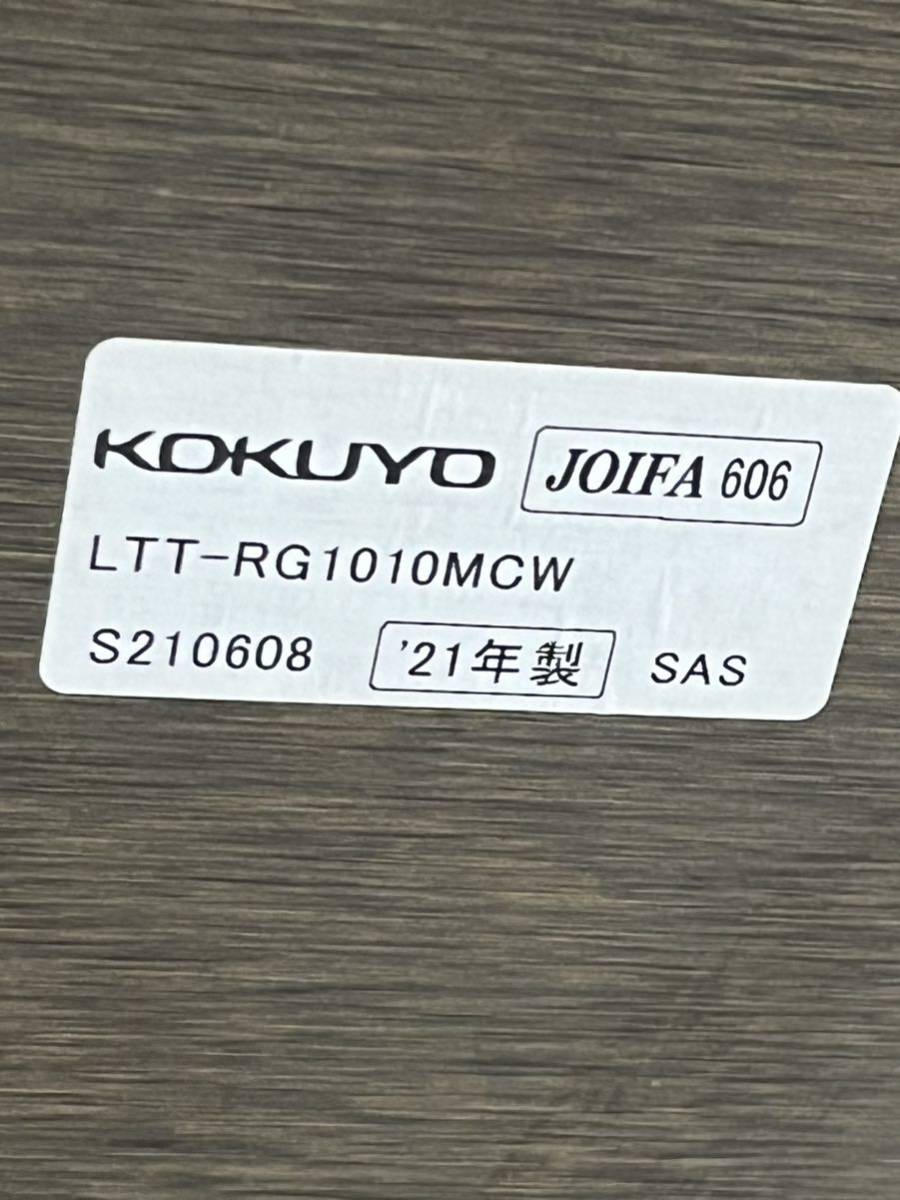 KOKUYO JOIFA 606
LTT-RG1010MCW
S210608 '21年製 SAS